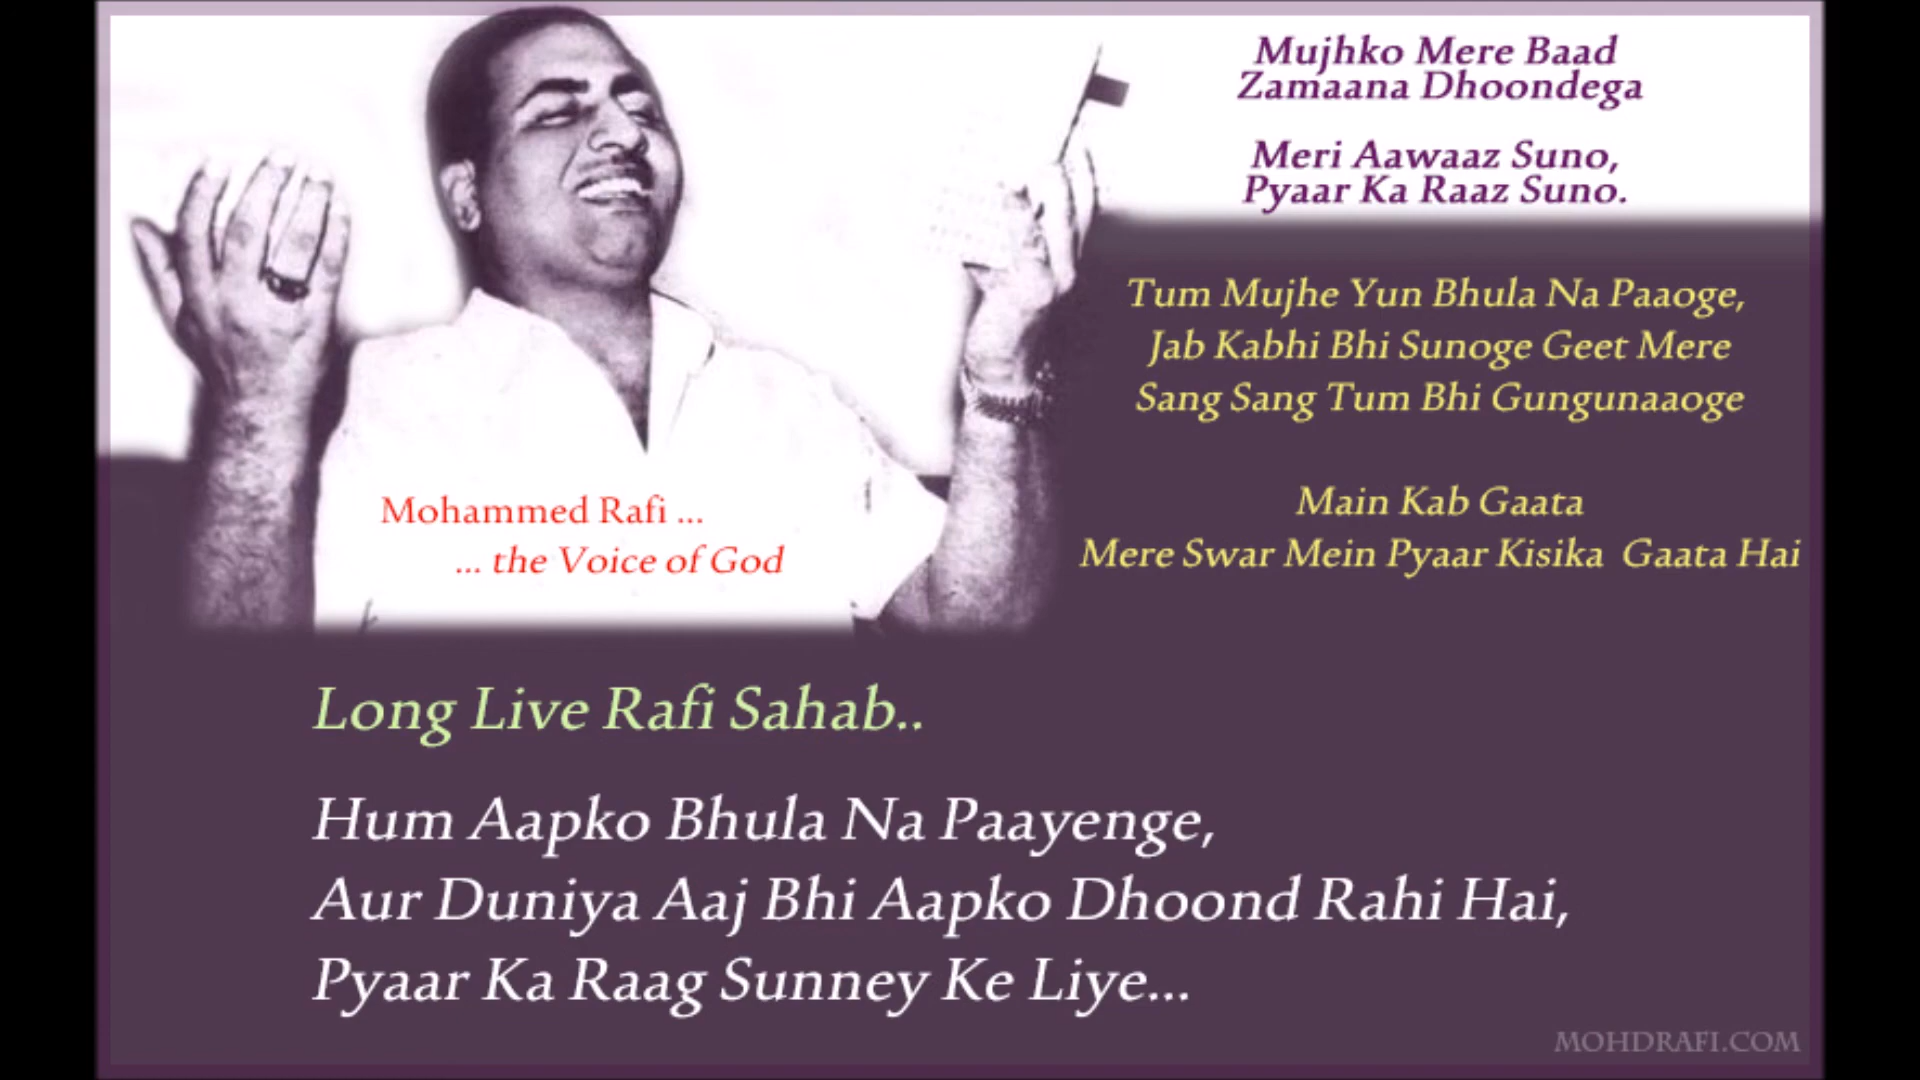 Mujhko Mere Baad
Zamaana Dhoondega
Meri Aawaaz Suno,
Pyaar Ka Raaz Suno.
Tum Mujhe Yun Bhula Na Paaoge,
Jab Kabhi Bhi Sunoge Geet Mere
Sang Sang Tum Bhi Gungunaaoge
Main Kab Gaata
Mere Swar Mein Pyaar Kisika Gaata Hai
Mohammed Rafi ...
... the Voice of God
Long Live Rafi Sahab..
Hum Aapko Bhula Na Paayenge,
Aur Duniya Aaj Bhi Aapko Dhoond Rahi Hai,
Pyaar Ka Raag Sunney Ke Liye...
MOHDRAFI.COM